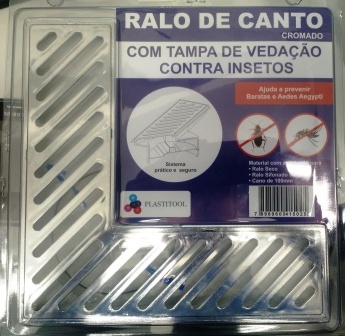 RALO DE CANTO
CROMADO
COM TAMPA DE VEDAÇÃO
CONTRA INSETOS
Ajuda a prevenir
Baratas e Aedes Aegypti
Sistema
prático e seguro
Material com
• Ralo Seco
• Ralo Sifonado
• Cano de 100mm
PLASTITOOL